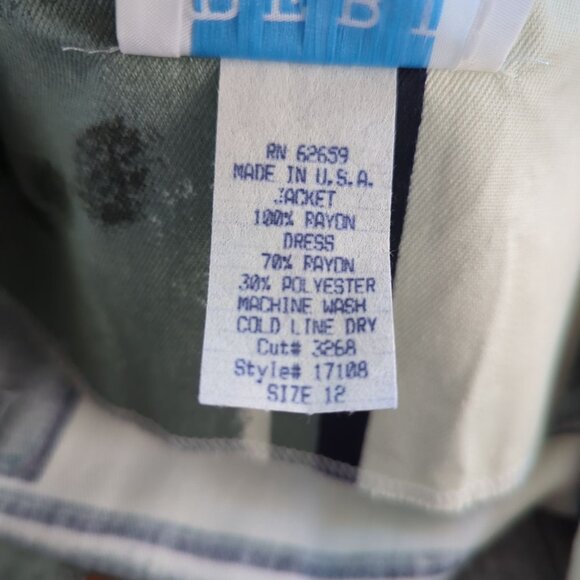 RN 62659
MADE IN U.S.A.
JACKET
100% RAYON
DRESS
70% RAYON
30% POLYESTER
MACHINE WASH
COLD LINE DRY
Cut# 3268
Style# 17108
SIZE 12